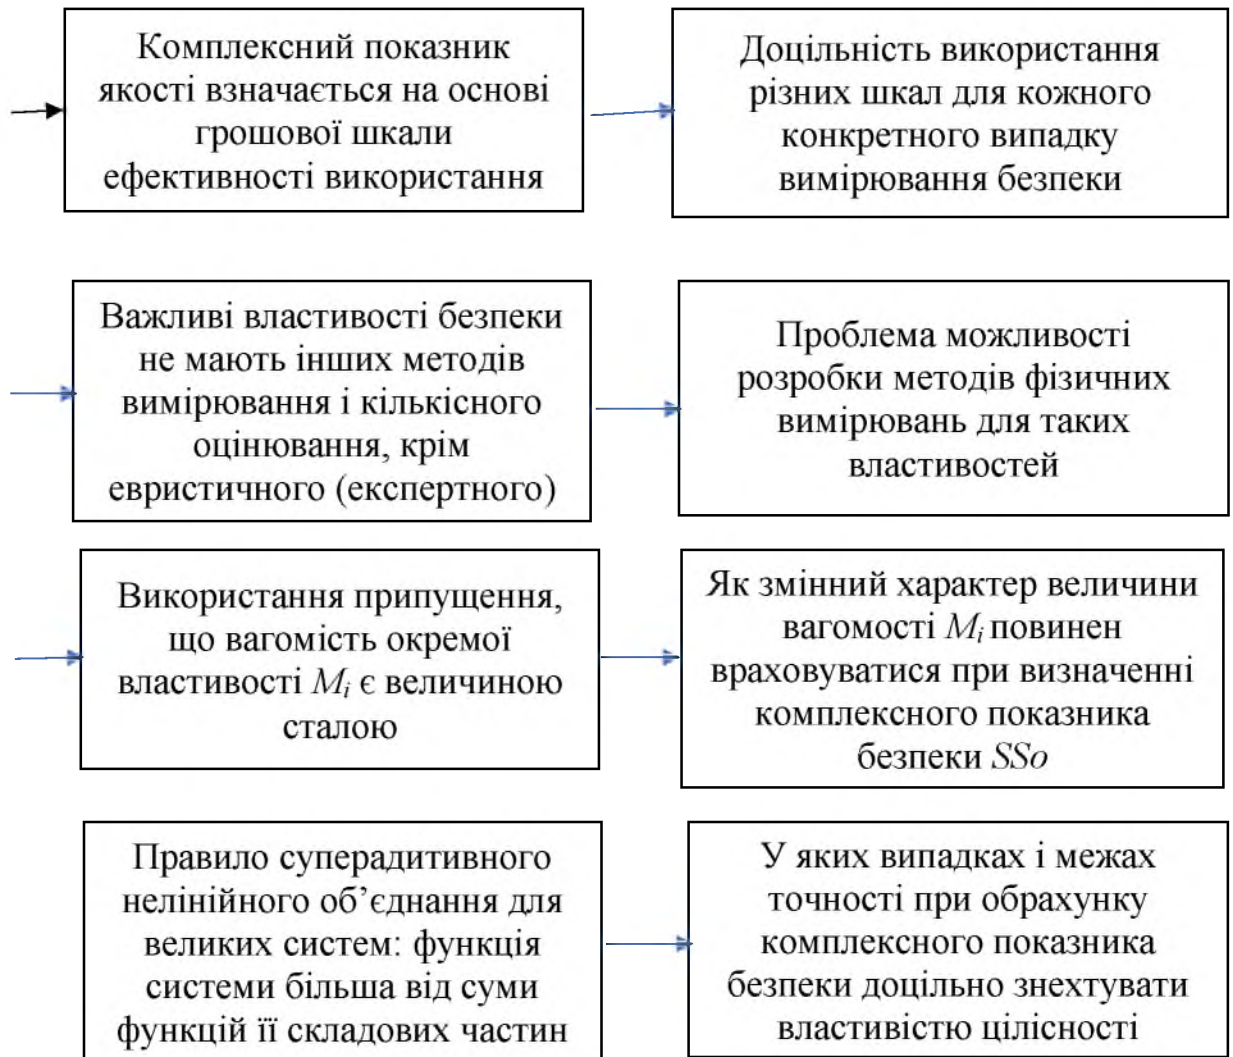 Комплексний показник
якості взначається на основі
грошової шкали
ефективності використання
Доцільність використання
різних шкал для кожного
конкретного випадку
вимірювання безпеки
Важливі властивості безпеки
не мають інших методів
вимірювання і кількісного
оцінювання, крім
евристичного (експертного)
Проблема можливості
розробки методів фізичних
вимірювань для таких
властивостей
Використання припущення,
що вагомість окремої
властивості Mi є величиною
сталою
Як змінний характер величини
вагомості Mi повинен
враховуватися при визначенні
комплексного показника
безпеки SSo
Правило суперадитивного
нелінійного об’єднання для
великих систем: функція
системи більша від суми
функцій її складових частин
У яких випадках і межах
точності при обрахунку
комплексного показника
безпеки доцільно знехтувати
властивістю цілісності